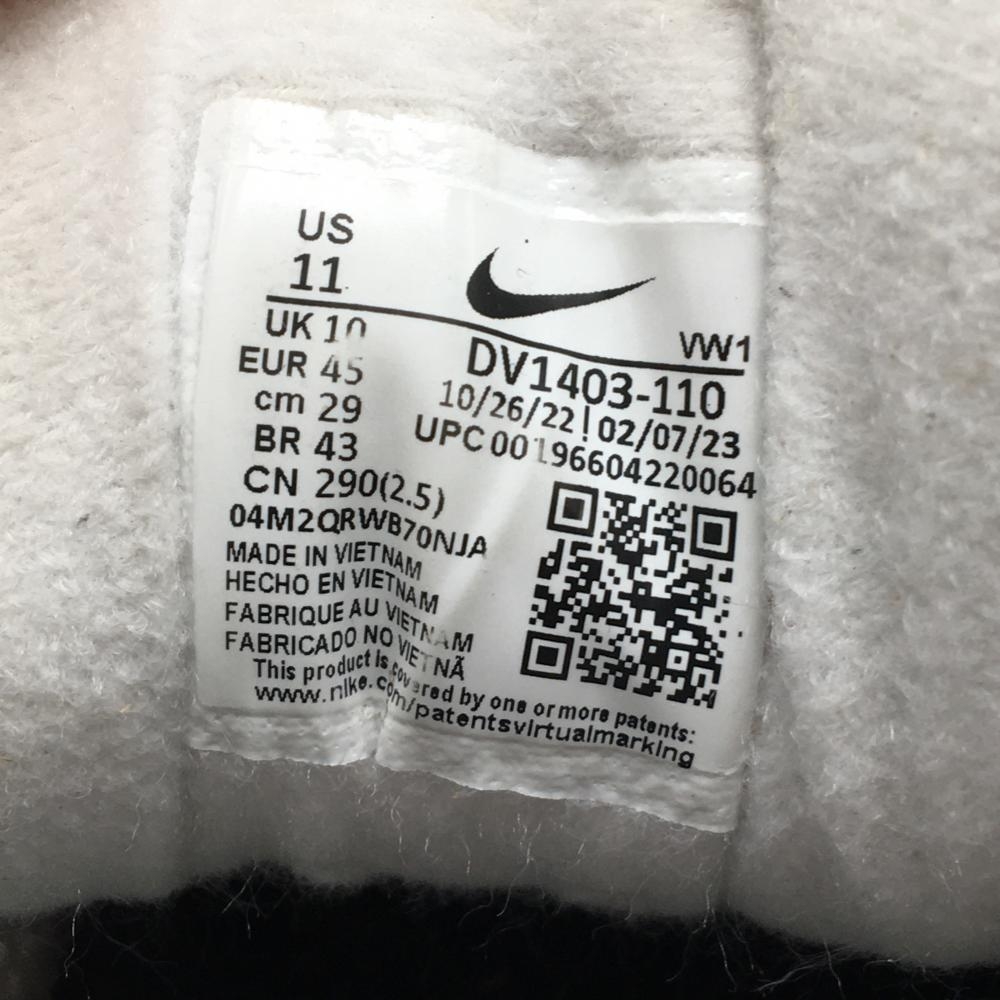 US
11
UK 10
EUR 45
cm 29
BR 43
CN 290(2.5)
VW1
DV1403-110
10/26/22 | 02/07/23
UPC 00196604220064
04M2QRWB70NJA
MADE IN VIETNAM
HECHO EN VIETNAM
FABRIQUE AU VIETNAM
FABRICADO NO VIETNÃ
This product is covered by one or more patents:
www.nike.com/patentsvirtualmarking